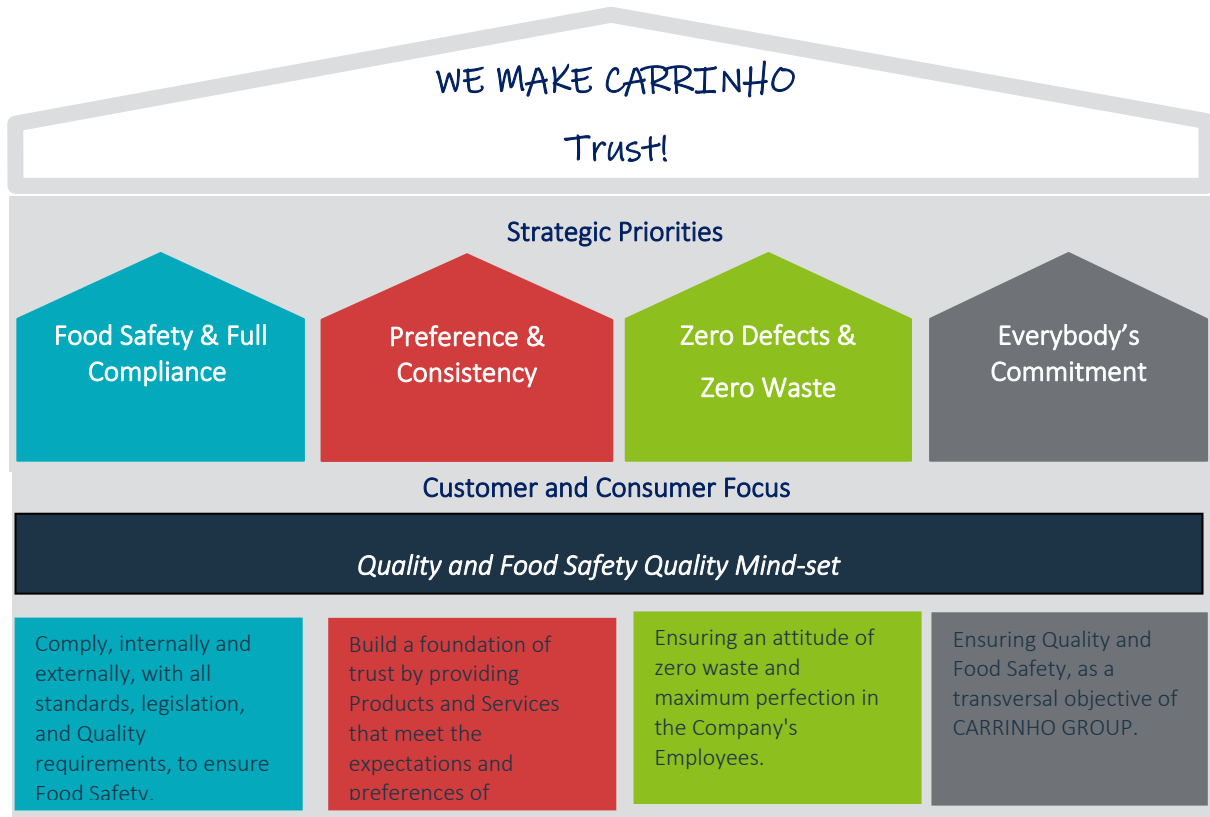 WE MAKE CARRINHO
Trust!
Strategic Priorities
Food Safety & Full
Compliance
Preference &
Consistency
Zero Defects &
Zero Waste
Everybody’s
Commitment
Customer and Consumer Focus
Quality and Food Safety Quality Mind-set
Comply, internally and
externally, with all
standards, legislation,
and Quality
requirements, to ensure
Food Safety.
Build a foundation of
trust by providing
Products and Services
that meet the
expectations and
preferences of
Ensuring an attitude of
zero waste and
maximum perfection in
the Company's
Employees.
Ensuring Quality and
Food Safety, as a
transversal objective of
CARRINHO GROUP.